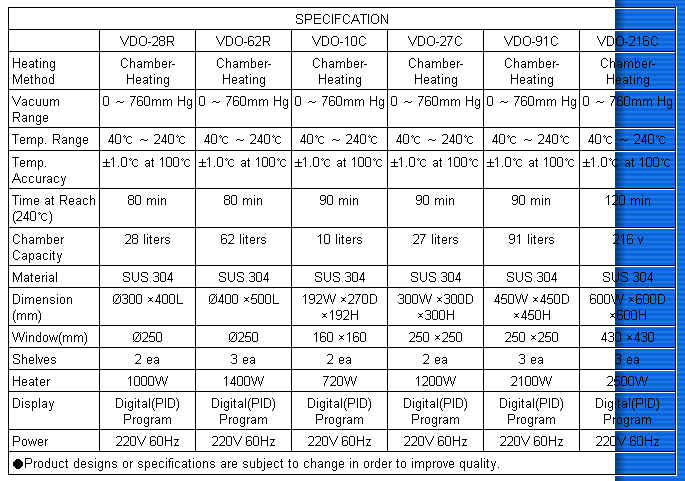 SPECIFCATION
VDO-28R VDO-62R VDO-10C VDO-27C VDO-91C VDO-216C
Heating Chamber- Chamber- Chamber- Chamber- Chamber- Chamber-
Method Heating Heating Heating Heating Heating Heating
Vacuum 0 ~ 760mm Hg 0 ~ 760mm Hg 0 ~ 760mm Hg 0 ~ 760mm Hg 0 ~ 760mm Hg 0 ~ 760mm Hg
Range
Temp. Range 40℃ ~ 240℃ 40℃ ~ 240℃ 40℃ ~ 240℃ 40℃ ~ 240℃ 40℃ ~ 240℃ 40℃ ~ 240℃
Temp. ±1.0℃ at 100℃ ±1.0℃ at 100℃ ±1.0℃ at 100℃ ±1.0℃ at 100℃ ±1.0℃ at 100℃ ±1.0℃ at 100℃
Accuracy
Time at Reach 80 min 80 min 90 min 90 min 90 min 120 min
(240℃)
Chamber 28 liters 62 liters 10 liters 27 liters 91 liters 216 v
Capacity
Material SUS 304 SUS 304 SUS 304 SUS 304 SUS 304 SUS 304
Dimension Ø300 ×400L Ø400 ×500L 192W ×270D 300W ×300D 450W ×450D 600W ×600D
(mm) ×192H ×300H ×450H ×600H
Window(mm) Ø250 Ø250 160 ×160 250 ×250 250 ×250 430 ×430
Shelves 2 ea 3 ea 2 ea 2 ea 3 ea 3 ea
Heater 1000W 1400W 720W 1200W 2100W 2500W
Display Digital(PID) Digital(PID) Digital(PID) Digital(PID) Digital(PID) Digital(PID)
Program Program Program Program Program Program
Power 220V 60Hz 220V 60Hz 220V 60Hz 220V 60Hz 220V 60Hz 220V 60Hz
●Product designs or specifications are subject to change in order to improve quality.